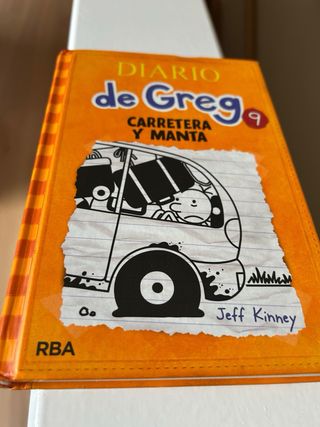 DIARIO
de Greg 9
CARRETERA
Y MANTA
Jeff Kinney
RBA